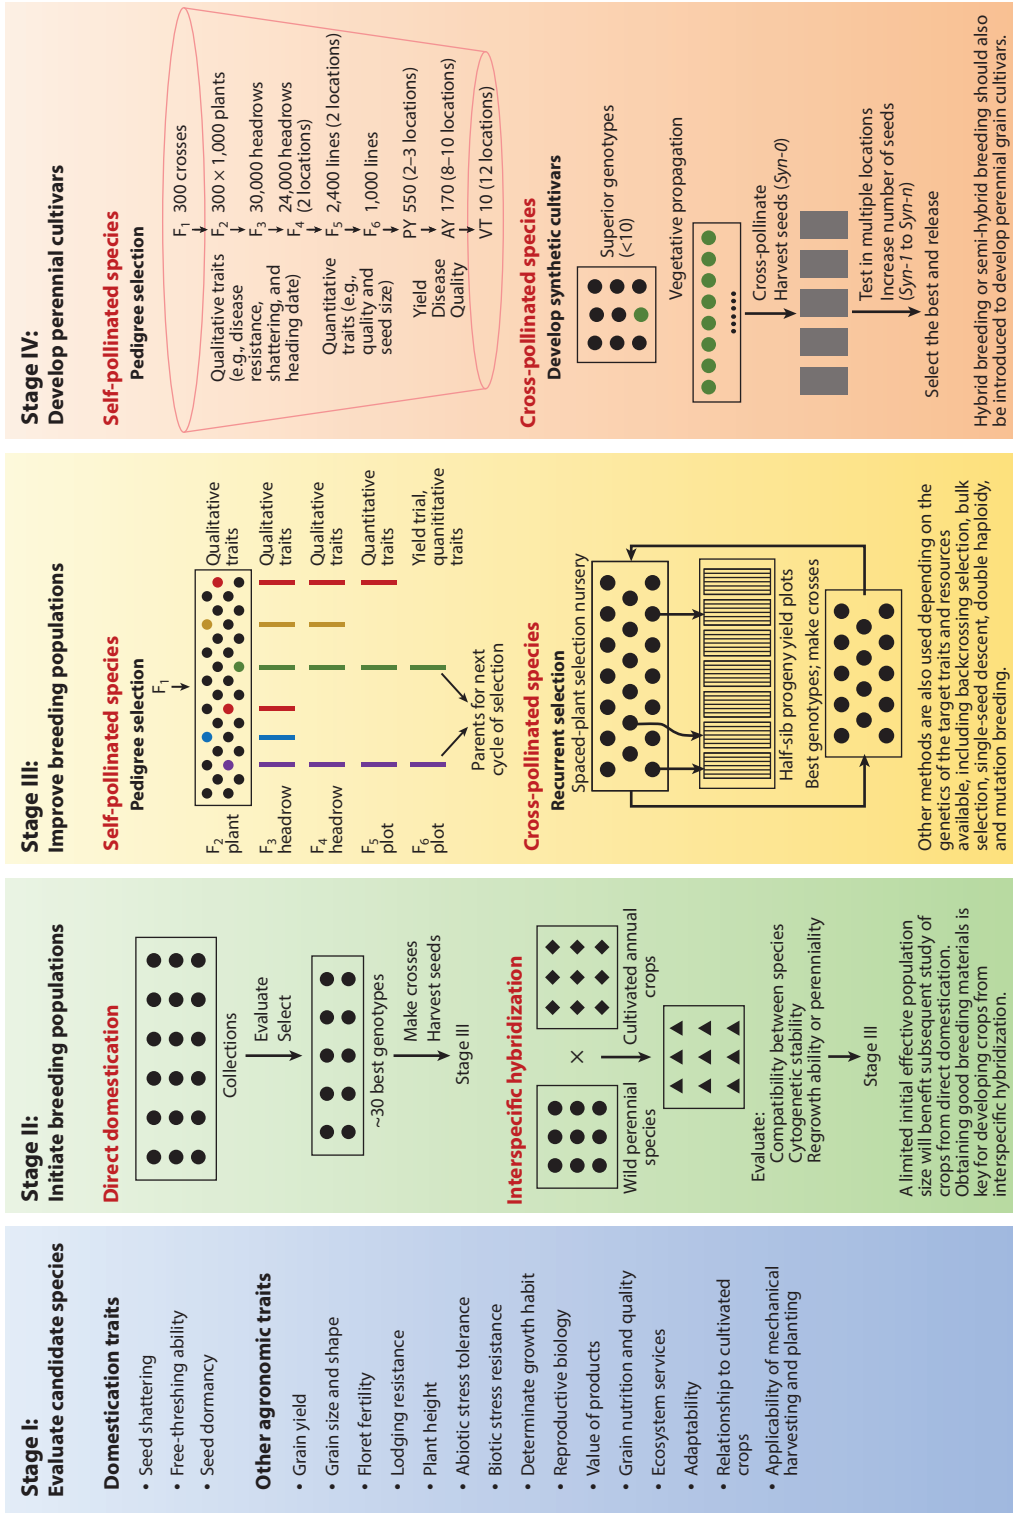 Stage I:
Evaluate candidate species
Domestication traits
• Seed shattering
• Free-threshing ability
• Seed dormancy
Other agronomic traits
• Grain yield
• Grain size and shape
• Floret fertility
• Lodging resistance
• Plant height
• Abiotic stress tolerance
• Biotic stress resistance
• Determinate growth habit
• Reproductive biology
• Value of products
• Grain nutrition and quality
• Ecosystem services
• Adaptability
• Relationship to cultivated
crops
• Applicability of mechanical
harvesting and planting
Stage II:
Initiate breeding populations
Direct domestication
Collections
Evaluate
Select
~30 best genotypes
Make crosses
Harvest seeds
Stage III
Interspecific hybridization
×
Wild perennial
species
Cultivated annual
crops
Evaluate:
Compatibility between species
Cytogenetic stability
Regrowth ability or perenniality
Stage III
A limited initial effective population
size will benefit subsequent study of
crops from direct domestication.
Obtaining good breeding materials is
key for developing crops from
interspecific hybridization.
Stage III:
Improve breeding populations
Self-pollinated species
Pedigree selection
F1
F2
plant
Qualitative
traits
F3
headrow
Qualitative
traits
F4
headrow
Qualitative
traits
F5
plot
Quantitative
traits
F6
plot
Yield trial,
quanititative
traits
Parents for next
cycle of selection
Cross-pollinated species
Recurrent selection
Spaced-plant selection nursery
Half-sib progeny yield plots
Best genotypes; make crosses
Other methods are also used depending on the
genetics of the target traits and resources
available, including backcrossing selection, bulk
selection, single-seed descent, double haploidy,
and mutation breeding.
Stage IV:
Develop perennial cultivars
Self-pollinated species
Pedigree selection
F1 300 crosses
F2 300 × 1,000 plants
F3 30,000 headrows
F4 24,000 headrows
(2 locations)
F5 2,400 lines (2 locations)
F6 1,000 lines
PY 550 (2–3 locations)
AY 170 (8–10 locations)
VT 10 (12 locations)
Qualitative traits
(e.g., disease
resistance,
shattering, and
heading date)
Quantitative
traits (e.g.,
quality and
seed size)
Yield
Disease
Quality
Cross-pollinated species
Develop synthetic cultivars
Superior genotypes
(<10)
Vegetative propagation
Cross-pollinate
Harvest seeds (Syn-0)
Test in multiple locations
Increase number of seeds
(Syn-1 to Syn-n)
Select the best and release
Hybrid breeding or semi-hybrid breeding should also
be introduced to develop perennial grain cultivars.